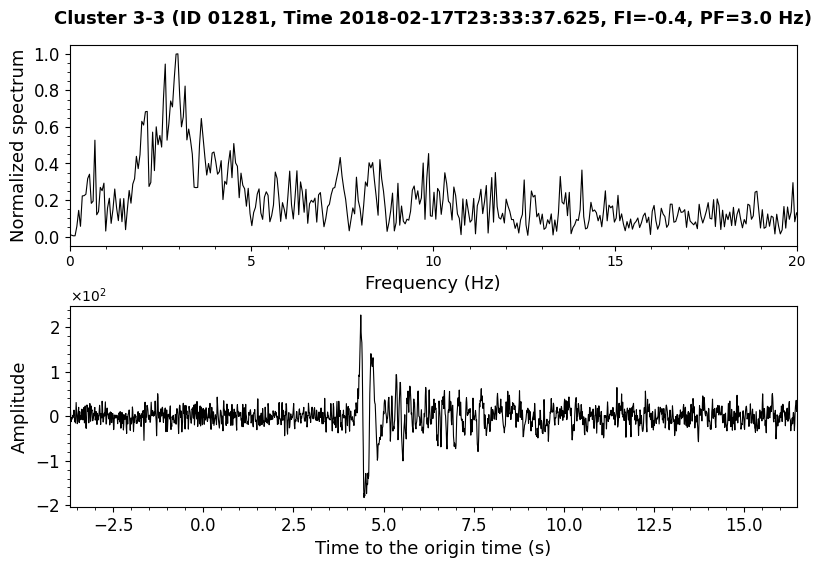 Cluster 3-3 (ID 01281, Time 2018-02-17T23:33:37.625, FI=-0.4, PF=3.0 Hz)
Normalized spectrum
1.0
0.8
0.6
0.4
0.2
0.0
0 5 10 15 20
Frequency (Hz)
×10²
Amplitude
2
1
0
−1
−2
−2.5 0.0 2.5 5.0 7.5 10.0 12.5 15.0
Time to the origin time (s)